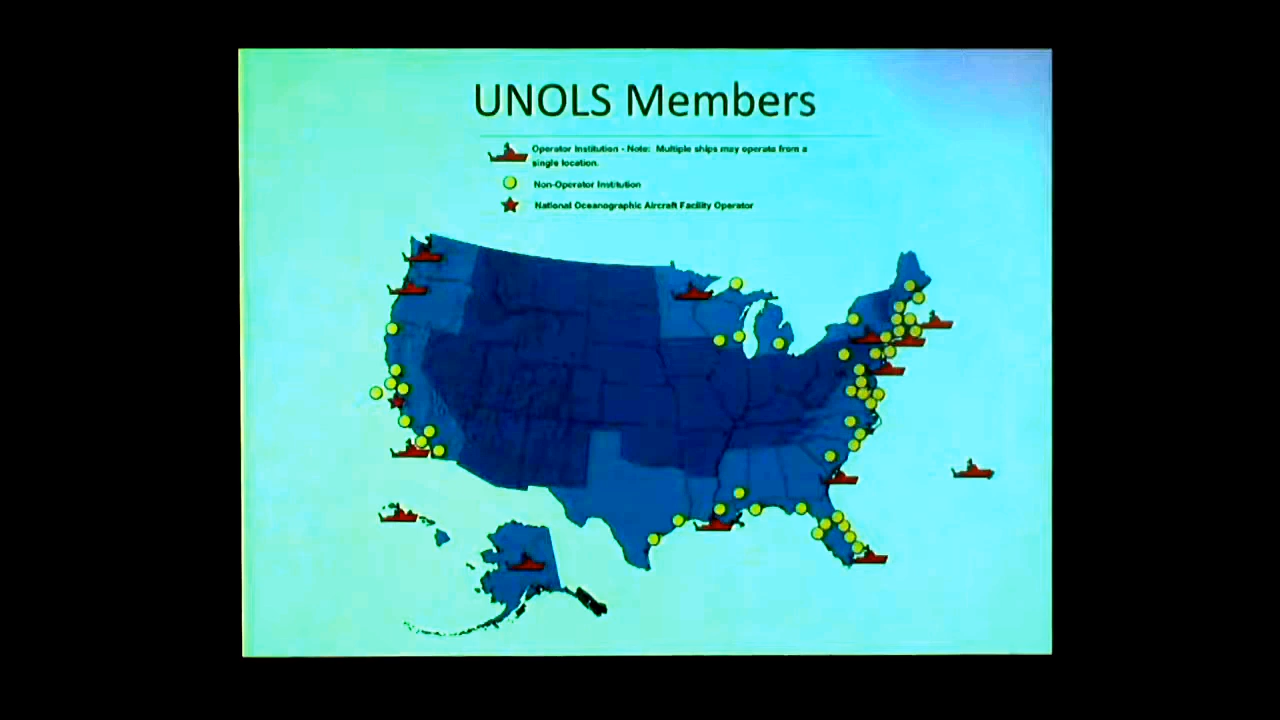 UNOLS Members
Operator Institution - Note: Multiple ships may operate from a
single location.
Non-Operator Institution
National Oceanographic Aircraft Facility Operator